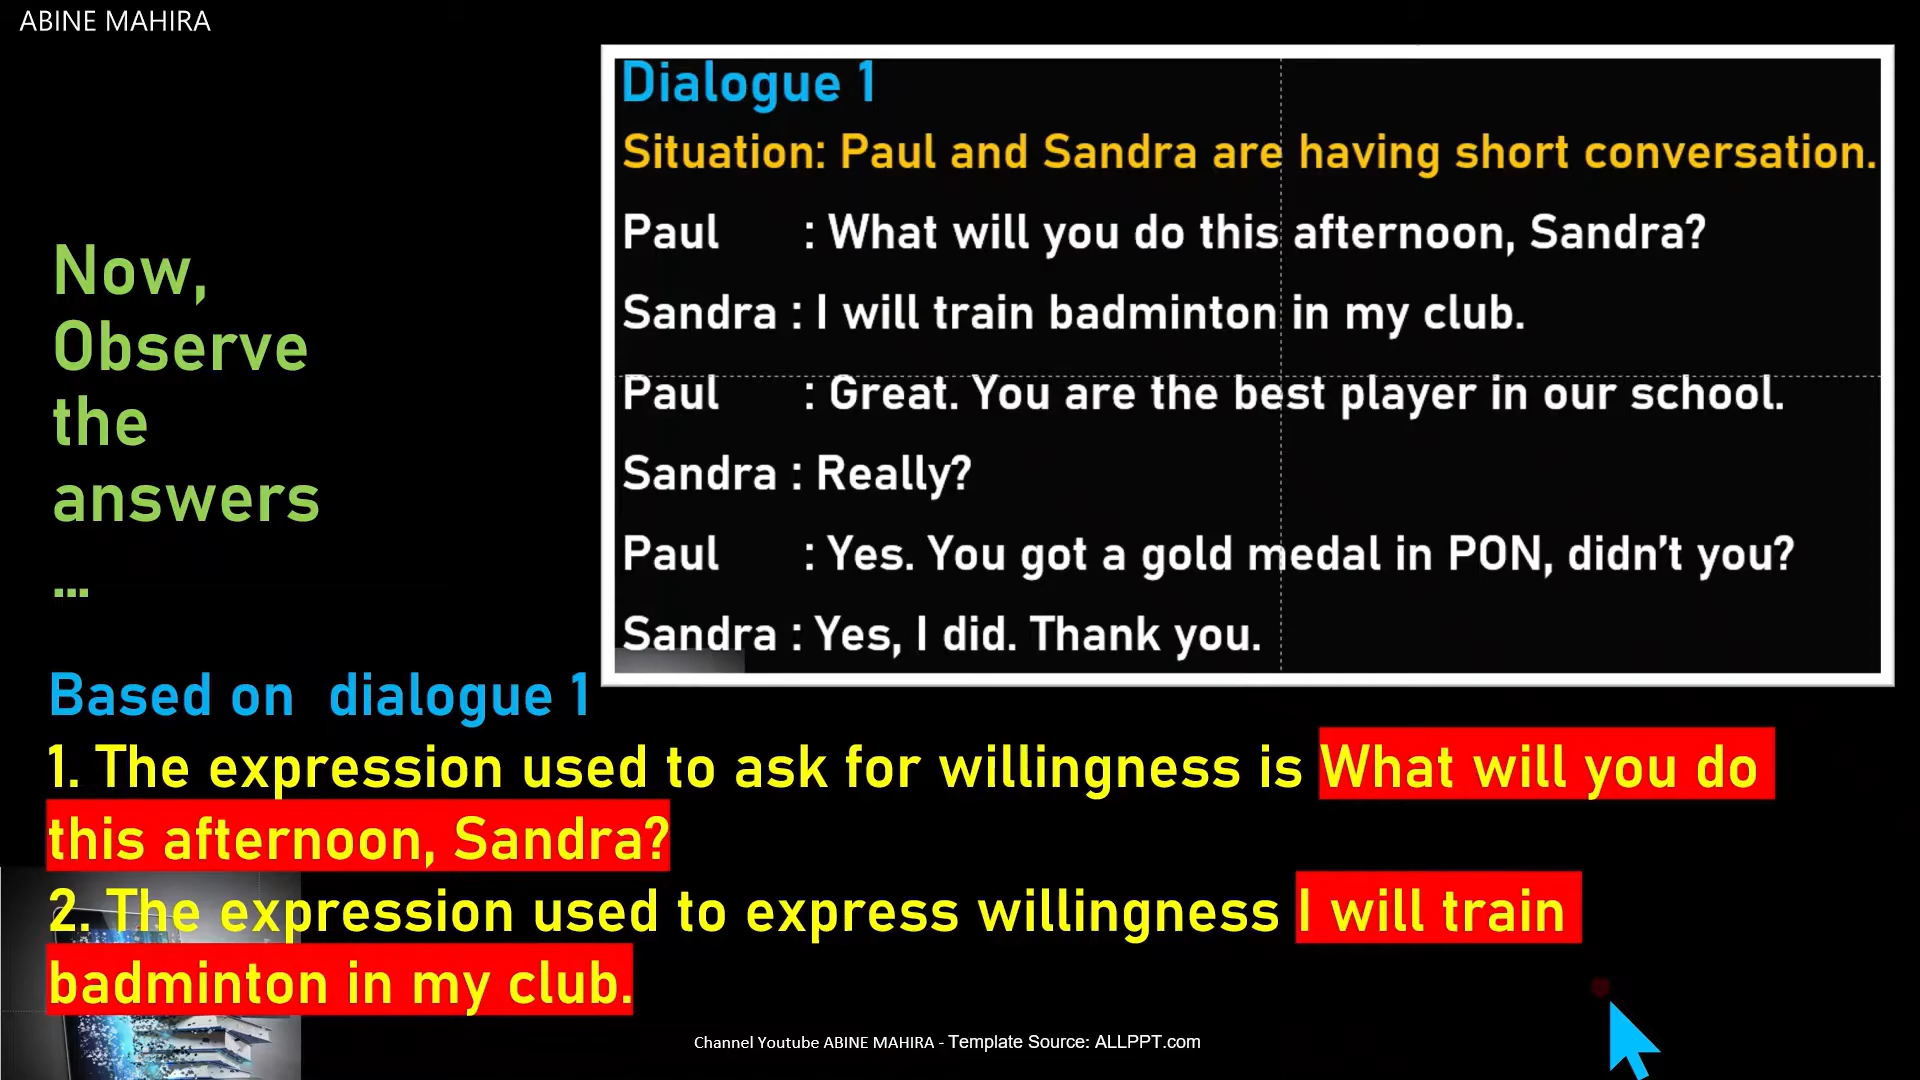 ABINE MAHIRA
Now,
Observe
the
answers
...
Dialogue 1
Situation: Paul and Sandra are having short conversation.
Paul : What will you do this afternoon, Sandra?
Sandra : I will train badminton in my club.
Paul : Great. You are the best player in our school.
Sandra : Really?
Paul : Yes. You got a gold medal in PON, didn't you?
Sandra : Yes, I did. Thank you.
Based on dialogue 1
1. The expression used to ask for willingness is What will you do
this afternoon, Sandra?
2. The expression used to express willingness I will train
badminton in my club.
Channel Youtube ABINE MAHIRA - Template Source: ALLPPT.com